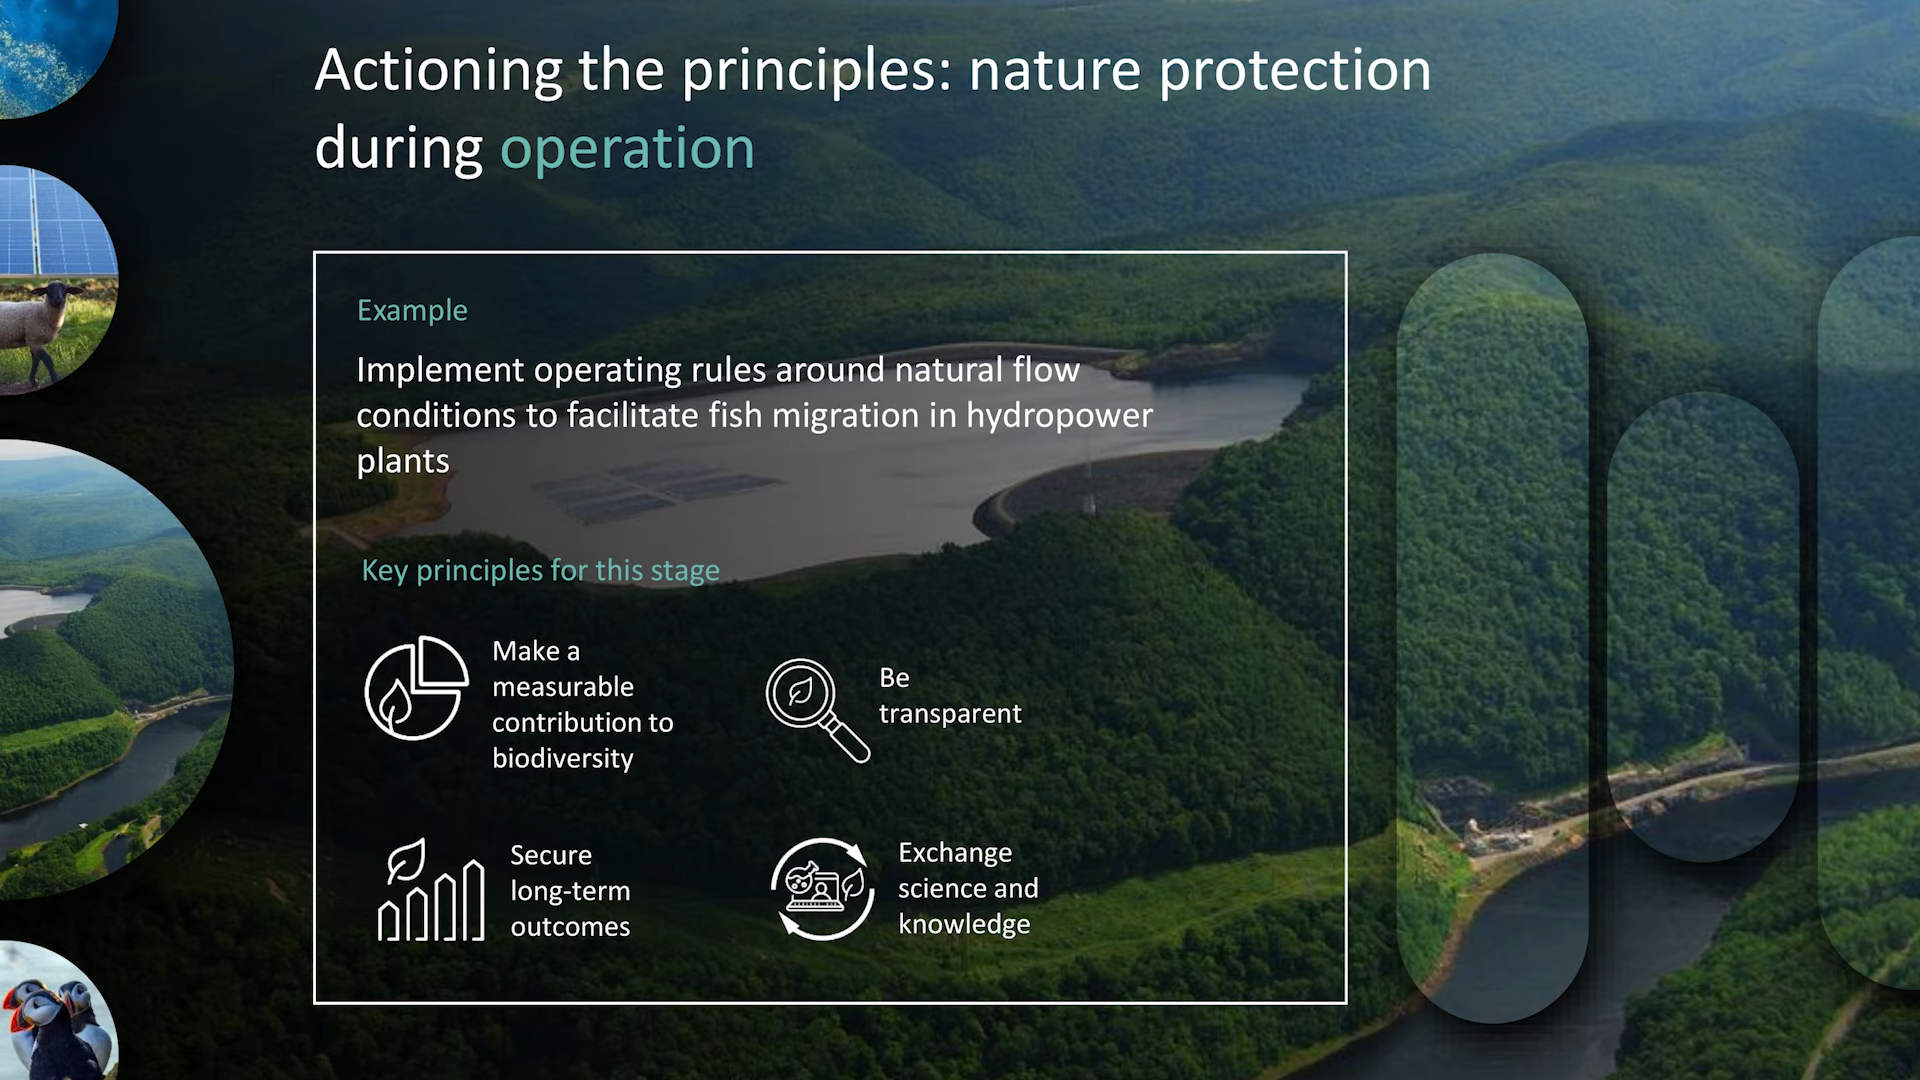 Actioning the principles: nature protection
during operation
Example
Implement operating rules around natural flow
conditions to facilitate fish migration in hydropower
plants
Key principles for this stage
Make a
measurable
contribution to
biodiversity
Be
transparent
Secure
long-term
outcomes
Exchange
science and
knowledge